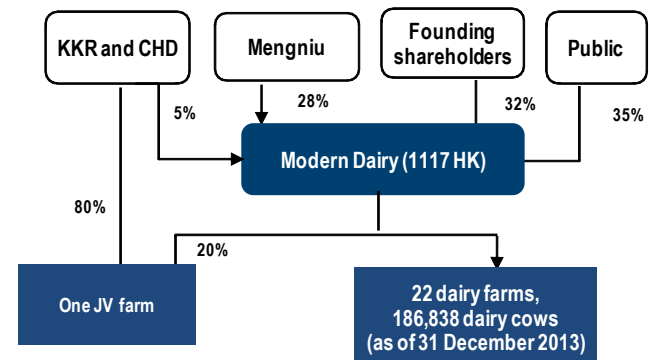 KKR and CHD
Mengniu
Founding
shareholders
Public
5%
28%
32%
35%
Modern Dairy (1117 HK)
80%
20%
One JV farm
22 dairy farms,
186,838 dairy cows
(as of 31 December 2013)